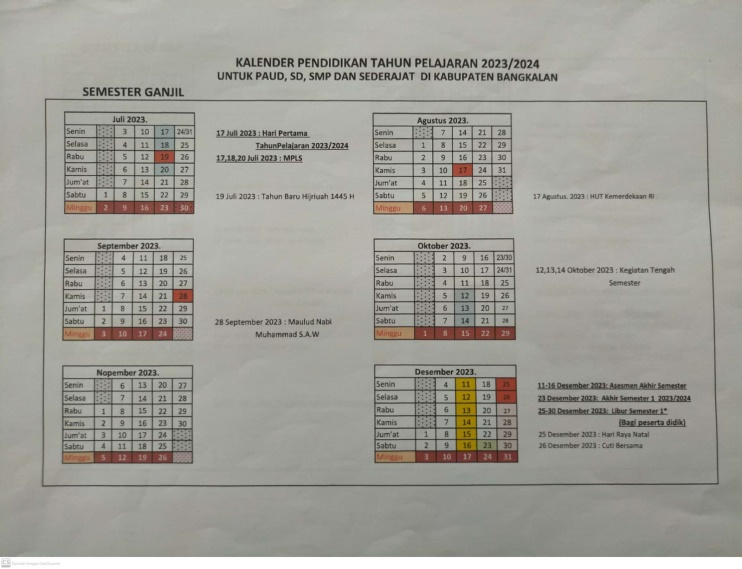 KALENDER PENDIDIKAN TAHUN PELAJARAN 2023/2024
UNTUK PAUD, SD, SMP DAN SEDERAJAT DI KABUPATEN BANGKALAN
SEMESTER GANJIL
Juli 2023.
Senin 3 10 17 24/31
Selasa 4 11 18 25
Rabu 5 12 19 26
Kamis 6 13 20 27
Jum'at 7 14 21 28
Sabtu 1 8 15 22 29
Minggu 2 9 16 23 30
17 Juli 2023 : Hari Pertama
TahunPelajaran 2023/2024
17,18,20 Juli 2023 : MPLS
19 Juli 2023 : Tahun Baru Hijriuah 1445 H
Agustus 2023.
Senin 7 14 21 28
Selasa 1 8 15 22 29
Rabu 2 9 16 23 30
Kamis 3 10 17 24 31
Jum'at 4 11 18 25
Sabtu 5 12 19 26
Minggu 6 13 20 27
17 Agustus. 2023 : HUT Kemerdekaan RI
September 2023.
Senin 4 11 18 25
Selasa 5 12 19 26
Rabu 6 13 20 27
Kamis 7 14 21 28
Jum'at 1 8 15 22 29
Sabtu 2 9 16 23 30
Minggu 3 10 17 24
28 September 2023 : Maulud Nabi
Muhammad S.A.W
Oktober 2023.
Senin 2 9 16 23/30
Selasa 3 10 17 24/31
Rabu 4 11 18 25
Kamis 5 12 19 26
Jum'at 6 13 20 27
Sabtu 7 14 21 28
Minggu 1 8 15 22 29
12,13,14 Oktober 2023 : Kegiatan Tengah
Semester
Nopember 2023.
Senin 6 13 20 27
Selasa 7 14 21 28
Rabu 1 8 15 22 29
Kamis 2 9 16 23 30
Jum'at 3 10 17 24
Sabtu 4 11 18 25
Minggu 5 12 19 26
Desember 2023.
Senin 4 11 18 25
Selasa 5 12 19 26
Rabu 6 13 20 27
Kamis 7 14 21 28
Jum'at 1 8 15 22 29
Sabtu 2 9 16 23 30
Minggu 3 10 17 24 31
11-16 Desember 2023: Asesmen Akhir Semester
23 Desember 2023: Akhir Semester 1 2023/2024
25-30 Desember 2023: Libur Semester 1*
(Bagi peserta didik)
25 Desember 2023 : Hari Raya Natal
26 Desember 2023 : Cuti Bersama
CS